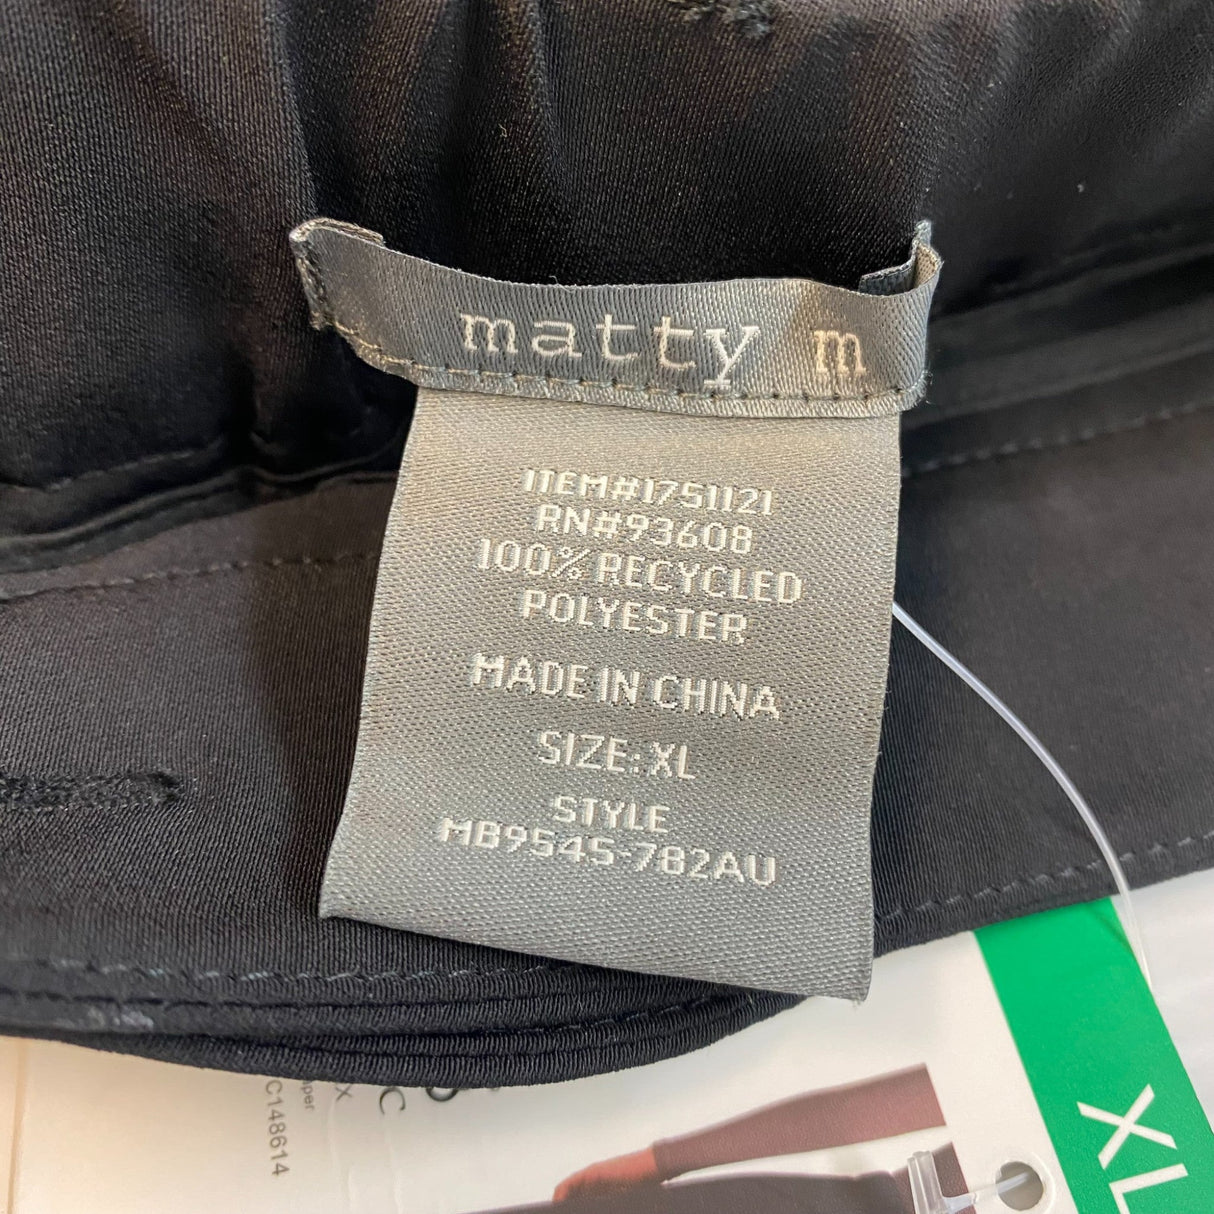 matty m
ITEM#1751121
RN#93608
100% RECYCLED
POLYESTER
MADE IN CHINA
SIZE: XL
STYLE
MB9545-782AU
XL
C148614